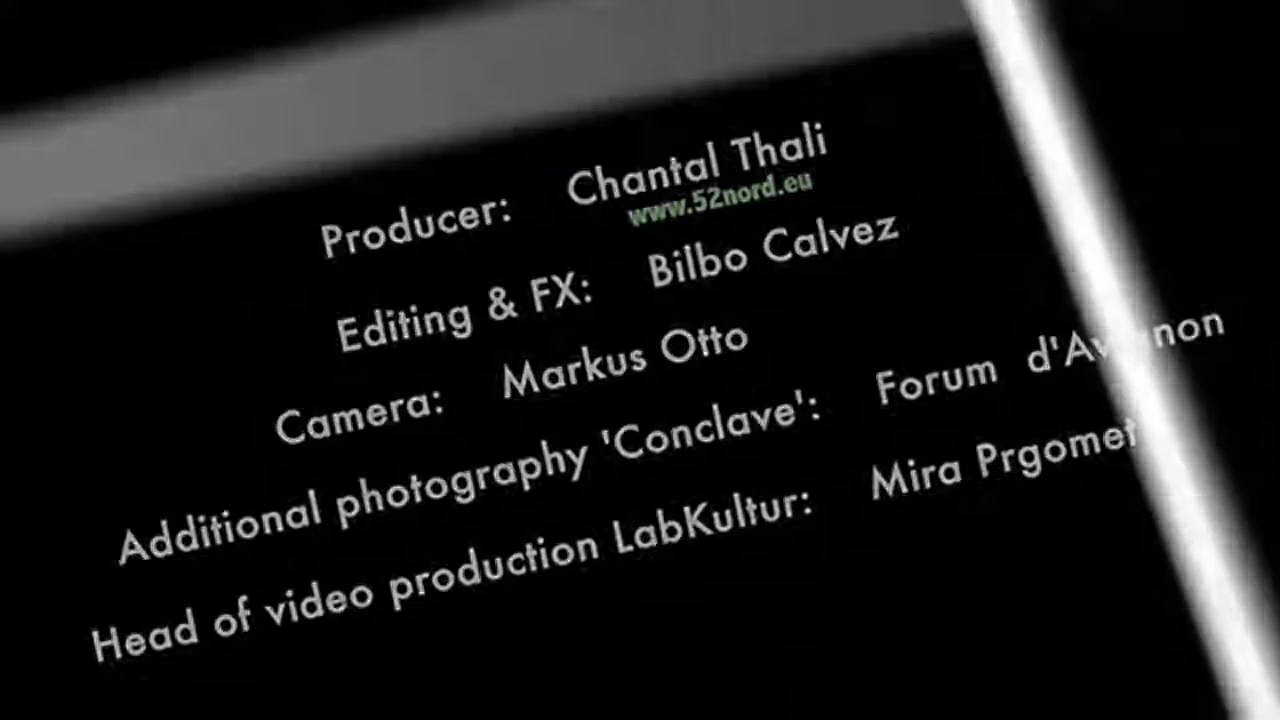 Producer: Chantal Thali
www.52nord.eu
Editing & FX: Bilbo Calvez
Camera: Markus Otto
Additional photography 'Conclave': Forum
Head of video production LabKultur: Mira Prgomet